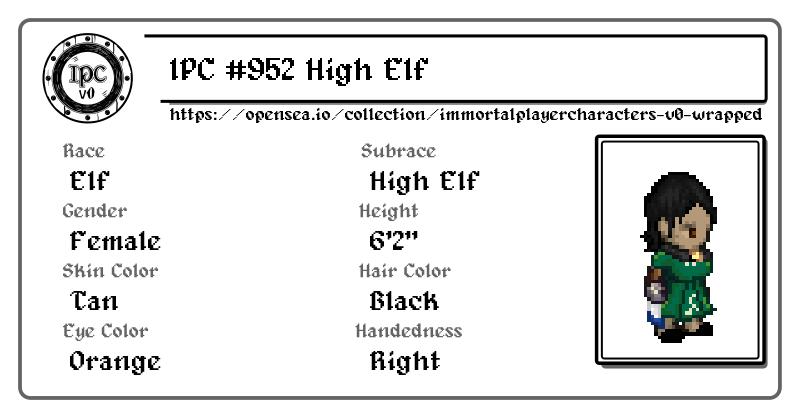 IPC v0
IPC #952 High Elf
https://opensea.io/collection/immortalplayercharacters-v0-wrapped
Race
Elf
Subrace
High Elf
Gender
Female
Height
6'2"
Skin Color
Tan
Hair Color
Black
Eye Color
Orange
Handedness
Right